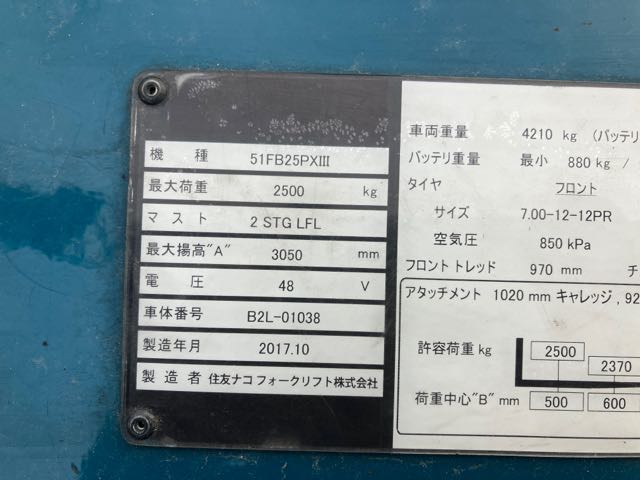 機 種 51FB25PXIII
最大荷重 2500 kg
マ ス ト 2 STG LFL
最大揚高"A" 3050 mm
電 圧 48 V
車体番号 B2L-01038
製造年月 2017.10
製 造 者 住友ナコ フォークリフト株式会社
車両重量 4210 kg (バッテリ
バッテリ重量 最小 880 kg /
タイヤ フロント
サイズ 7.00-12-12PR
空気圧 850 kPa
フロント トレッド 970 mm チ
アタッチメント 1020 mm キャレッジ , 92
許容荷重 kg 2500 2370
荷重中心"B" mm 500 600